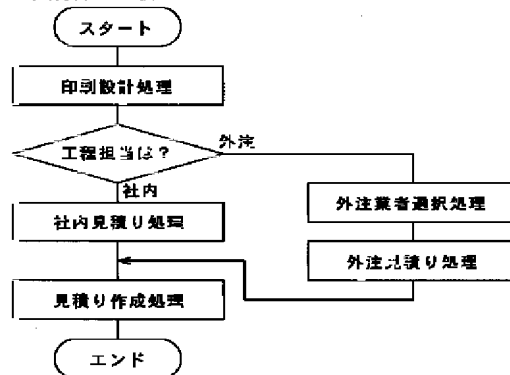 スタート
印刷設計処理
工程担当は?
外注
社内
外注業者選択処理
社内見積り処理
外注見積り処理
見積り作成処理
エンド